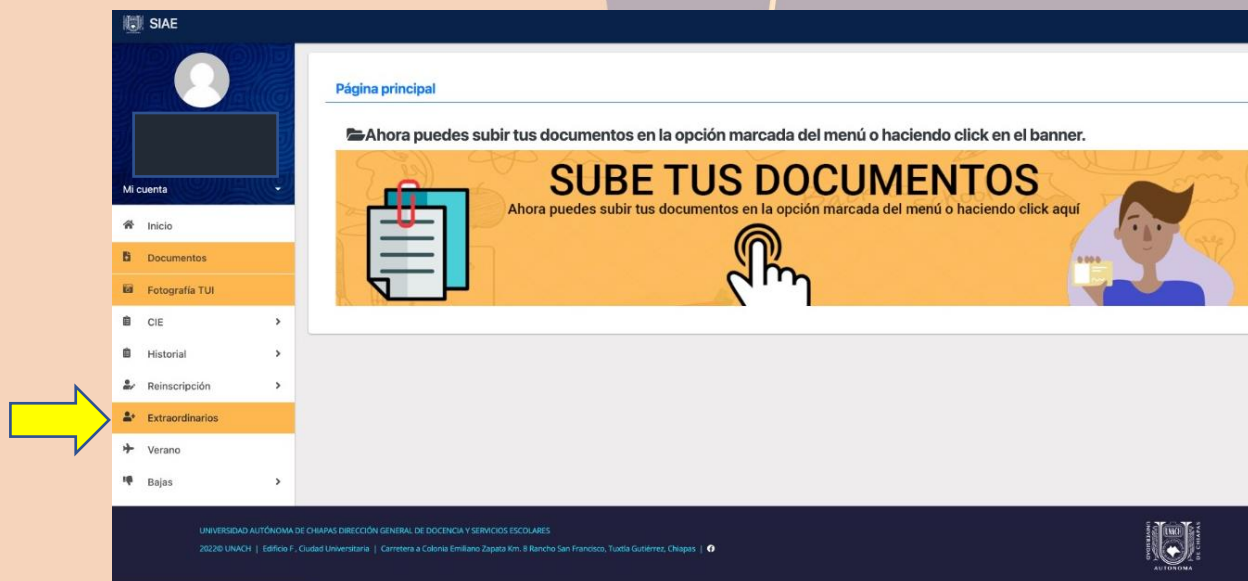 SIAE
Mi cuenta
Inicio
Documentos
Fotografía TUI
CIE
Historial
Reinscripción
Extraordinarios
Verano
Bajas
Página principal
Ahora puedes subir tus documentos en la opción marcada del menú o haciendo click en el banner.
SUBE TUS DOCUMENTOS
Ahora puedes subir tus documentos en la opción marcada del menú o haciendo click aquí
UNIVERSIDAD AUTÓNOMA DE CHIAPAS DIRECCIÓN GENERAL DE DOCENCIA Y SERVICIOS ESCOLARES
2022© UNACH | Edificio F, Ciudad Universitaria | Carretera a Colonia Emiliano Zapata Km. 8 Rancho San Francisco, Tuxtla Gutiérrez, Chiapas |
UNACH
AUTONOMA